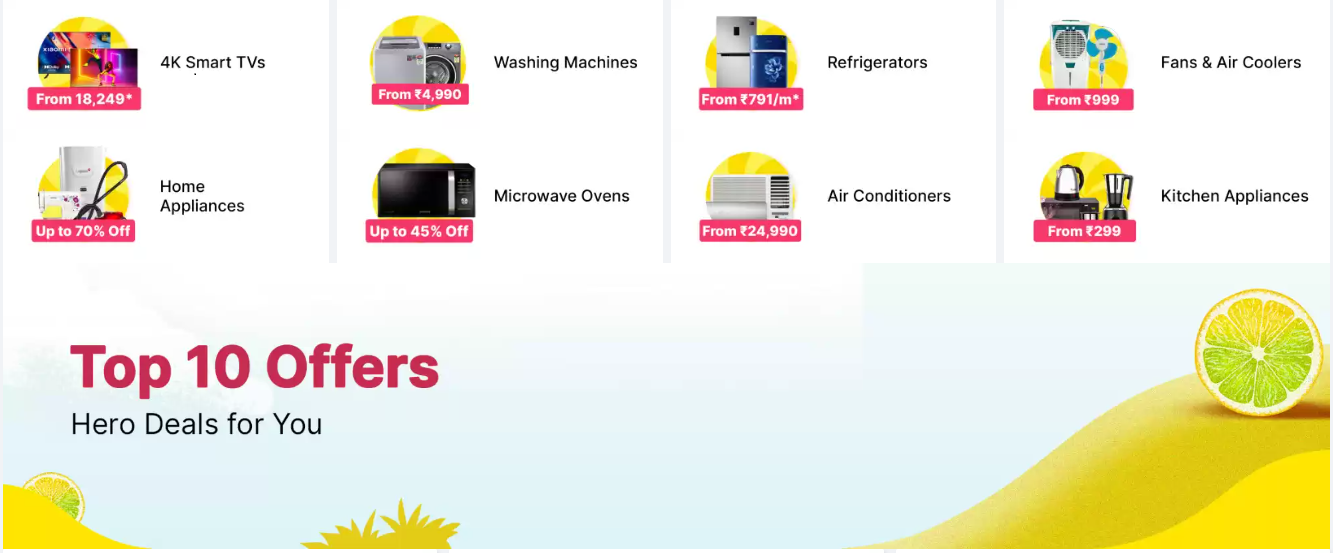 XIAOMI
4K Smart TVs
From 18,249*
Washing Machines
From ₹4,990
Refrigerators
From ₹791/m*
Fans & Air Coolers
From ₹999
Home
Appliances
Up to 70% Off
Microwave Ovens
Up to 45% Off
Air Conditioners
From ₹24,990
Kitchen Appliances
From ₹299
Top 10 Offers
Hero Deals for You